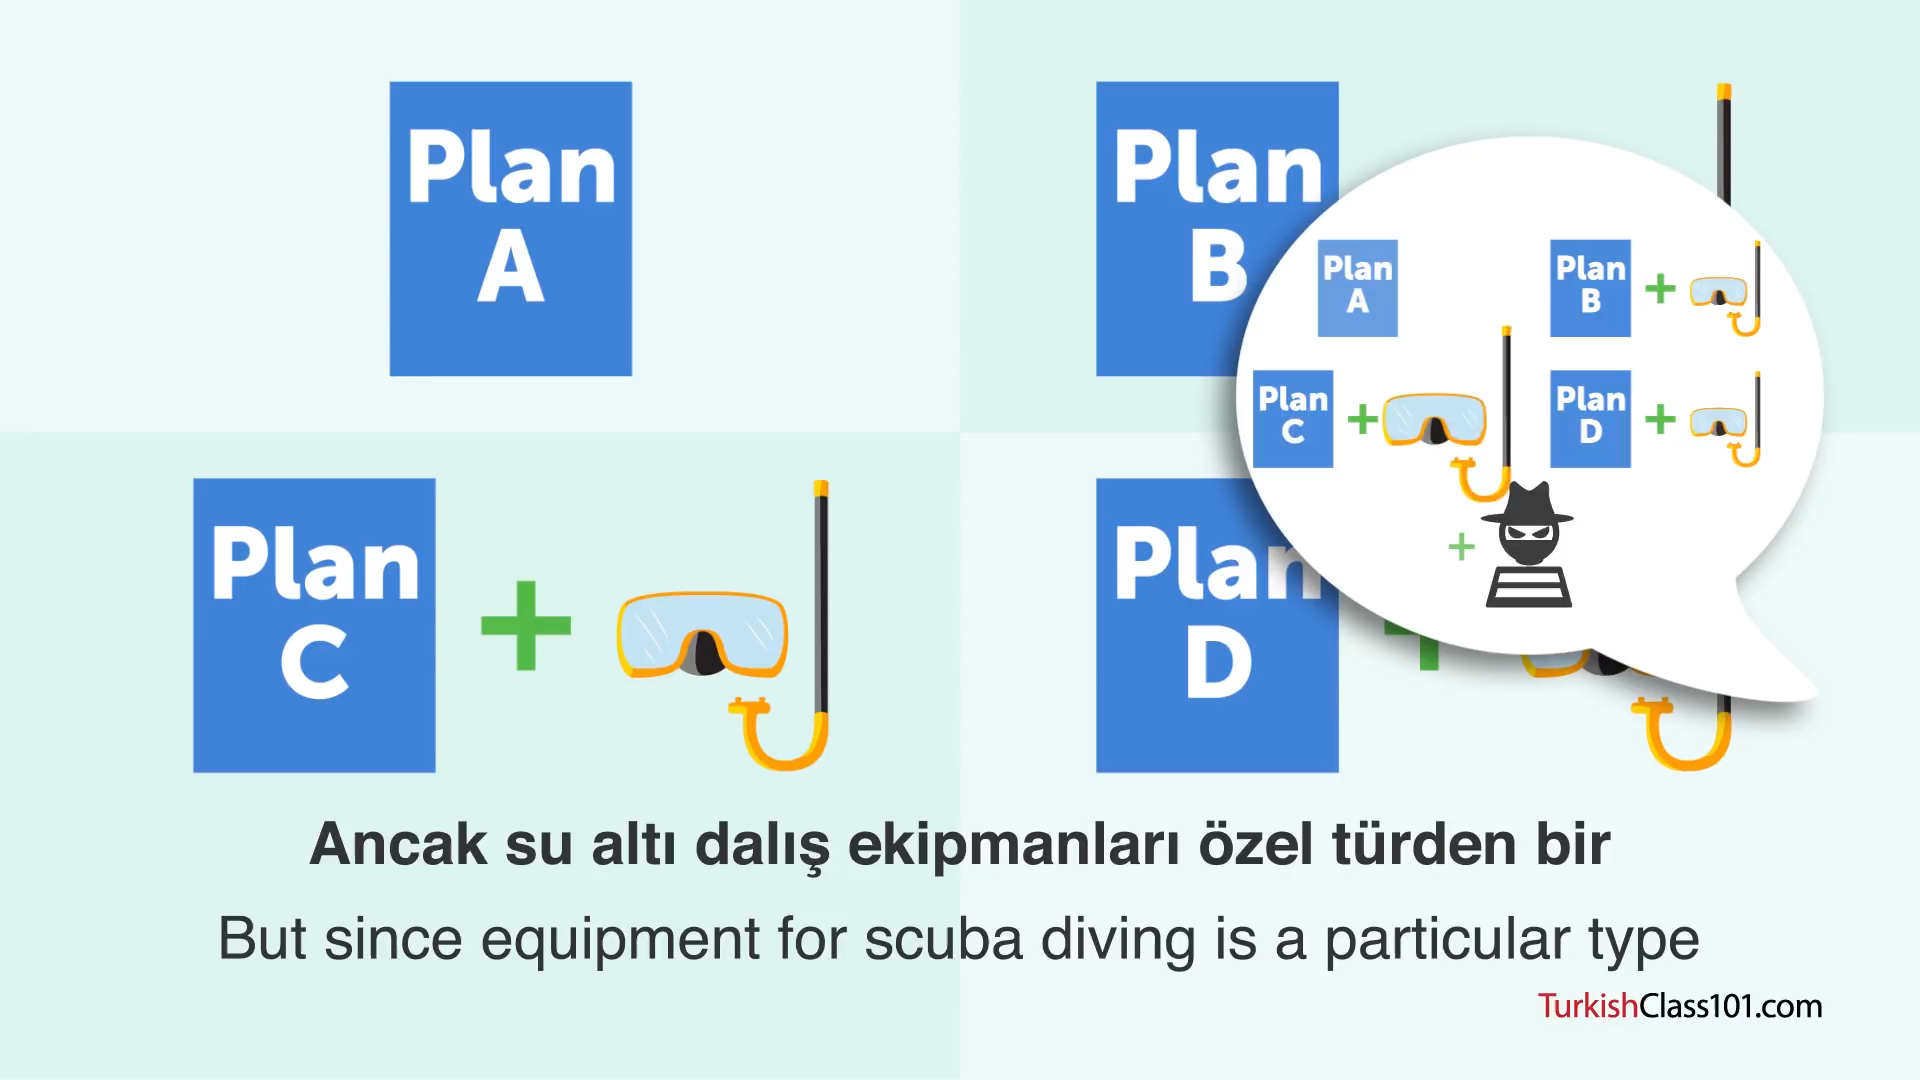 Plan
A
Plan
B
Plan
A
Plan
B
+
Plan
C
+
Plan
D
+
+
Plan
C
+
Plan
D
+
Ancak su altı dalış ekipmanları özel türden bir
But since equipment for scuba diving is a particular type
TurkishClass101.com